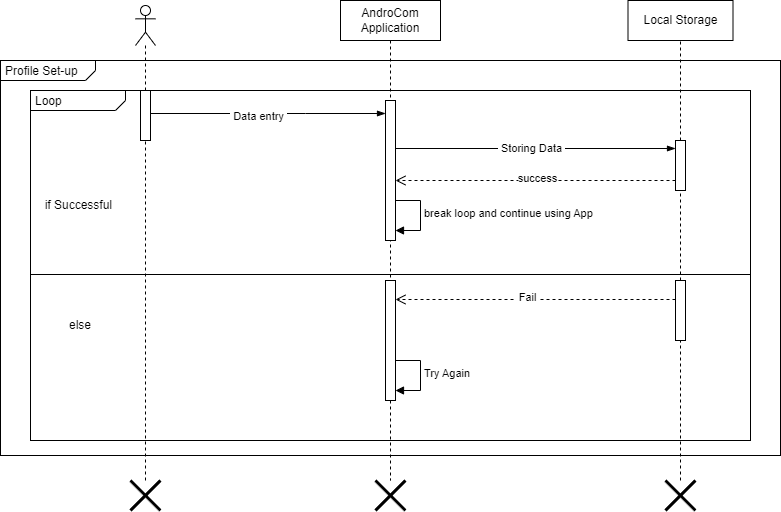 AndroCom
Application
Local Storage
Profile Set-up
Loop
Data entry
Storing Data
success
if Successful
break loop and continue using App
Fail
else
Try Again